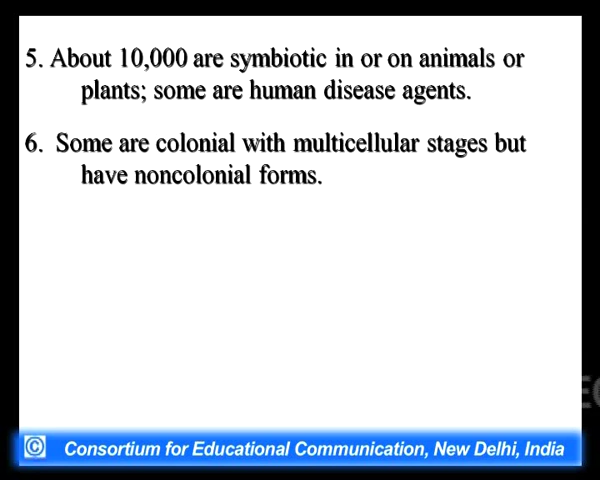 5. About 10,000 are symbiotic in or on animals or
plants; some are human disease agents.
6. Some are colonial with multicellular stages but
have noncolonial forms.
© Consortium for Educational Communication, New Delhi, India